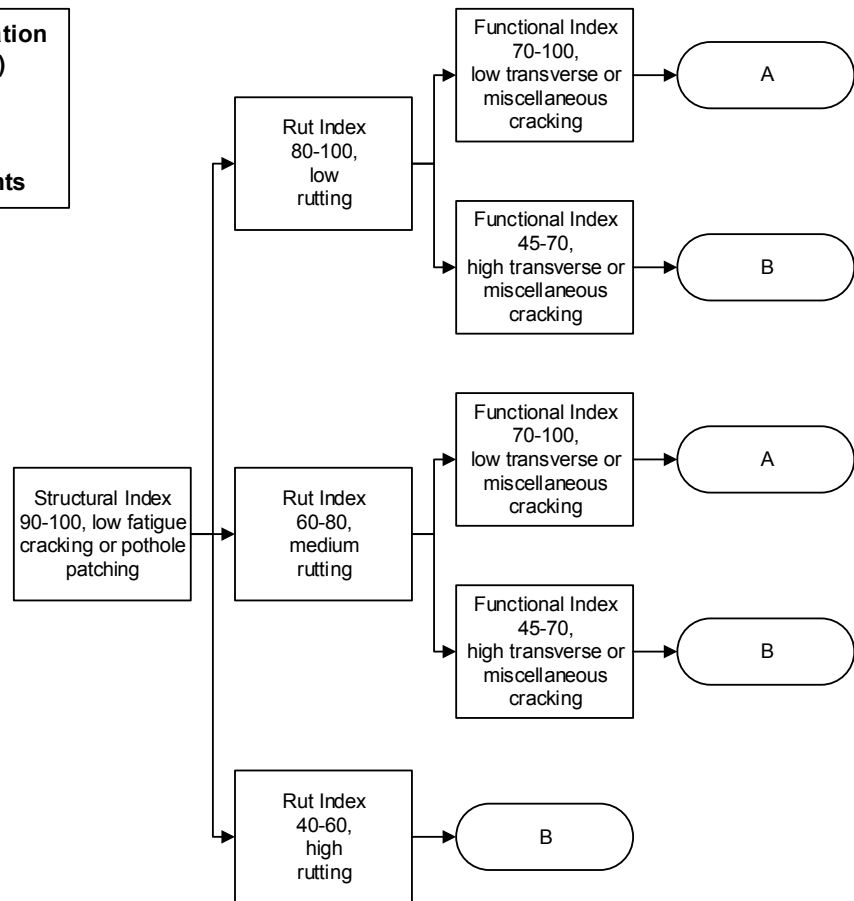 ation
)
nts
Functional Index
70-100,
low transverse or
miscellaneous
cracking
A
Rut Index
80-100,
low
rutting
Functional Index
45-70,
high transverse or
miscellaneous
cracking
B
Functional Index
70-100,
low transverse or
miscellaneous
cracking
A
Structural Index
90-100, low fatigue
cracking or pothole
patching
Rut Index
60-80,
medium
rutting
Functional Index
45-70,
high transverse or
miscellaneous
cracking
B
Rut Index
40-60,
high
rutting
B